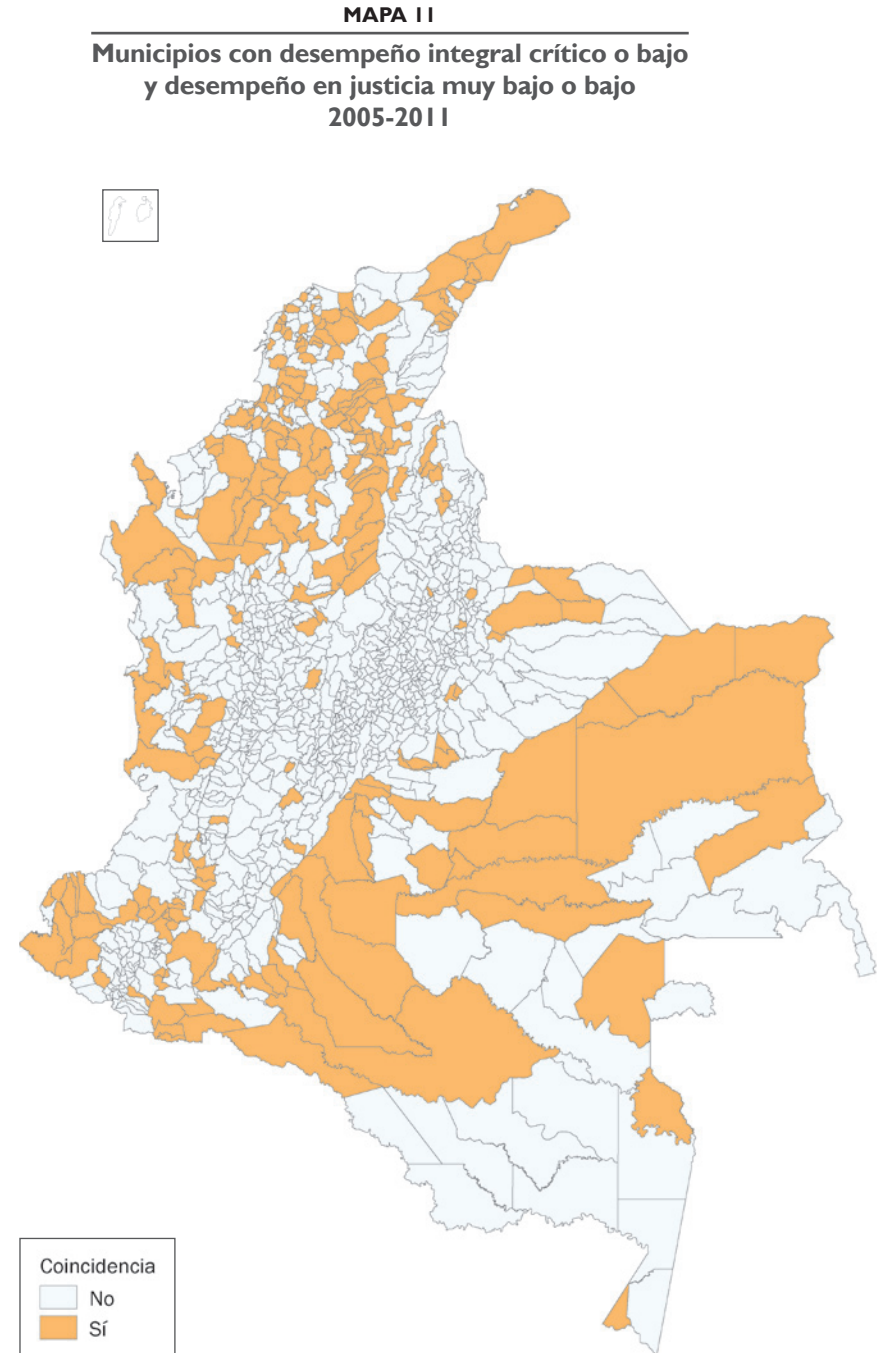 MAPA 11
Municipios con desempeño integral crítico o bajo
y desempeño en justicia muy bajo o bajo
2005-2011
Coincidencia
No
Sí